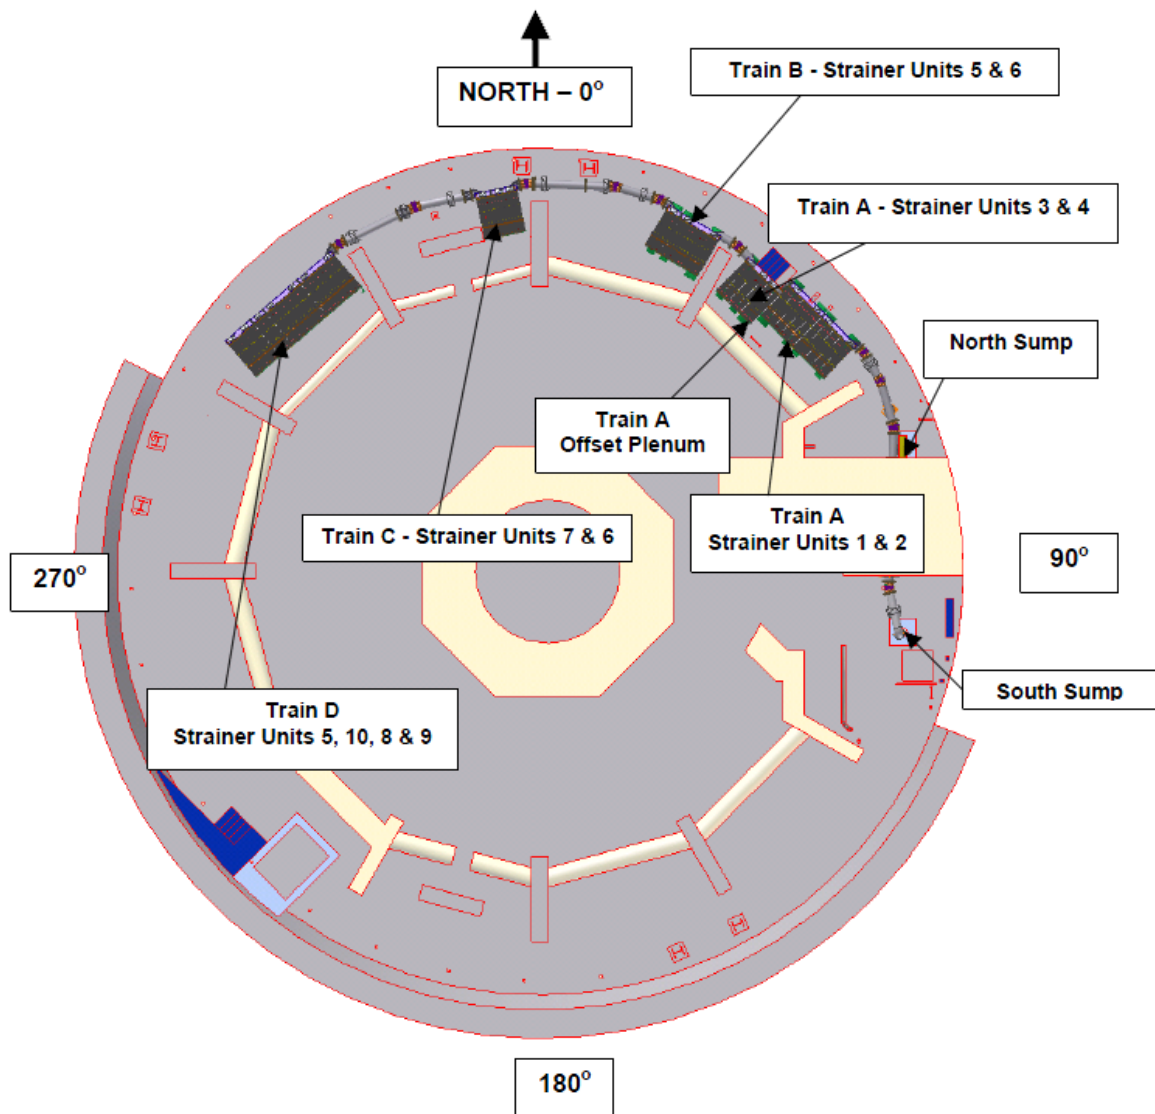 Train B - Strainer Units 5 & 6
NORTH – 0°
Train A - Strainer Units 3 & 4
North Sump
Train A
Offset Plenum
Train A
Strainer Units 1 & 2
Train C - Strainer Units 7 & 6
90°
270°
South Sump
Train D
Strainer Units 5, 10, 8 & 9
180°